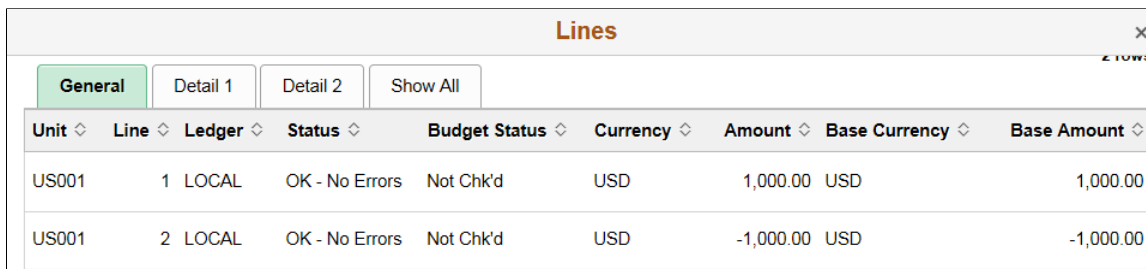 Lines
2 rows
General Detail 1 Detail 2 Show All
Unit Line Ledger Status Budget Status Currency Amount Base Currency Base Amount
US001 1 LOCAL OK - No Errors Not Chk'd USD 1,000.00 USD 1,000.00
US001 2 LOCAL OK - No Errors Not Chk'd USD -1,000.00 USD -1,000.00